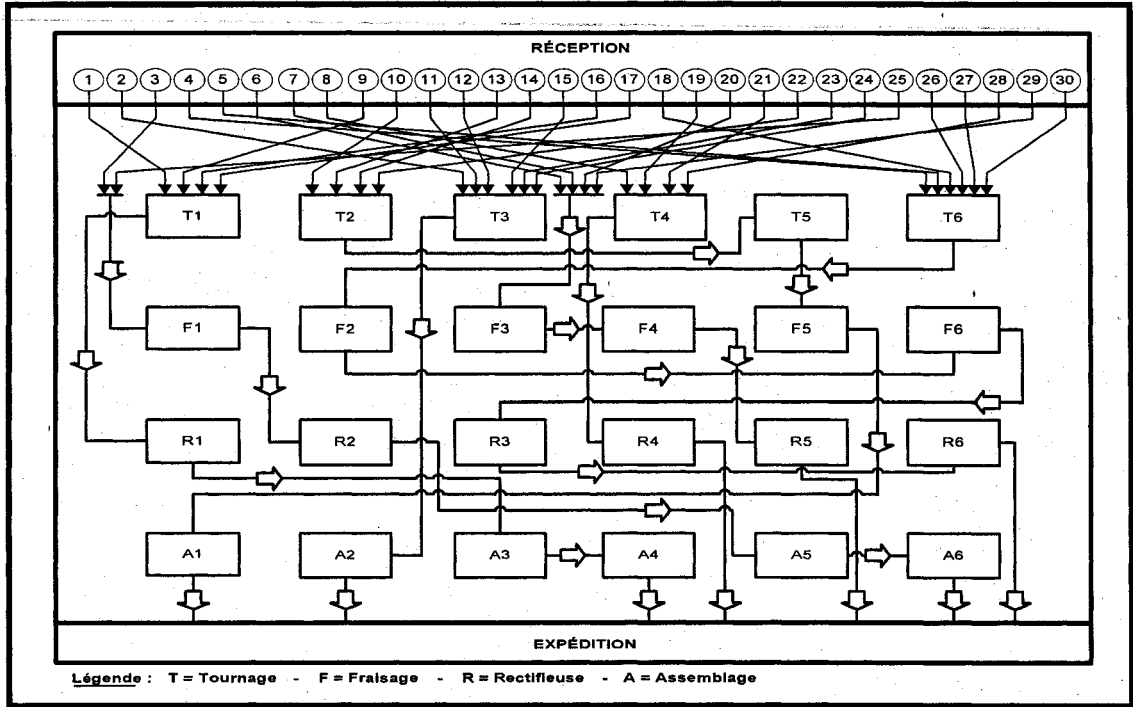 RÉCEPTION
1 2 3 4 5 6 7 8 9 10 11 12 13 14 15 16 17 18 19 20 21 22 23 24 25 26 27 28 29 30
T1 T2 T3 T4 T5 T6
F1 F2 F3 F4 F5 F6
R1 R2 R3 R4 R5 R6
A1 A2 A3 A4 A5 A6
EXPÉDITION
Légende : T = Tournage - F = Fraisage - R = Rectifieuse - A = Assemblage